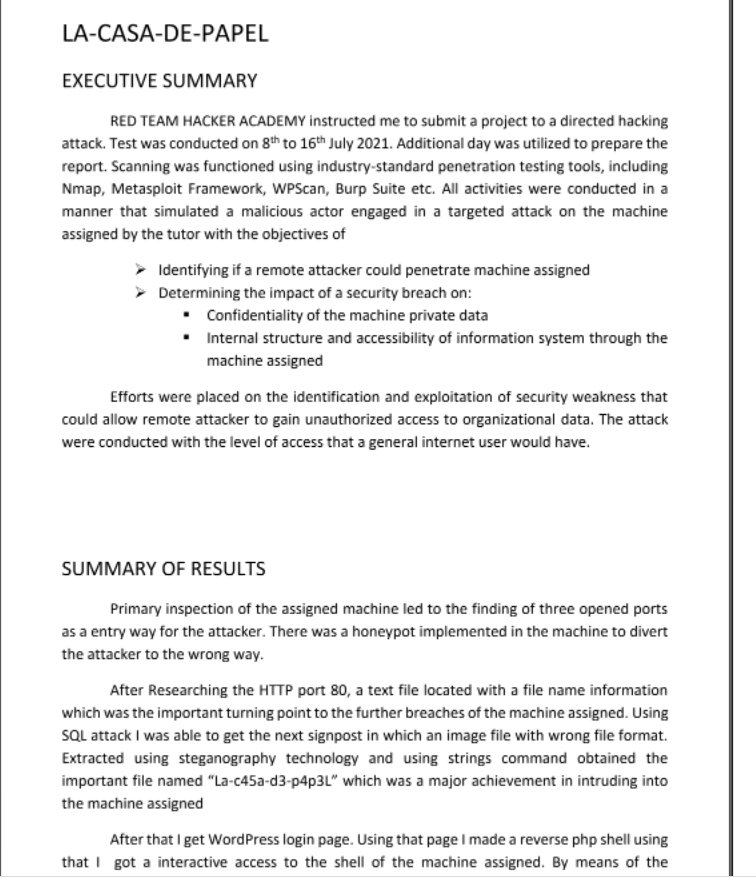 LA-CASA-DE-PAPEL
EXECUTIVE SUMMARY
RED TEAM HACKER ACADEMY instructed me to submit a project to a directed hacking
attack. Test was conducted on 8th to 16th July 2021. Additional day was utilized to prepare the
report. Scanning was functioned using industry-standard penetration testing tools, including
Nmap, Metasploit Framework, WPScan, Burp Suite etc. All activities were conducted in a
manner that simulated a malicious actor engaged in a targeted attack on the machine
assigned by the tutor with the objectives of
➢ Identifying if a remote attacker could penetrate machine assigned
➢ Determining the impact of a security breach on:
▪ Confidentiality of the machine private data
▪ Internal structure and accessibility of information system through the
machine assigned
Efforts were placed on the identification and exploitation of security weakness that
could allow remote attacker to gain unauthorized access to organizational data. The attack
were conducted with the level of access that a general internet user would have.
SUMMARY OF RESULTS
Primary inspection of the assigned machine led to the finding of three opened ports
as a entry way for the attacker. There was a honeypot implemented in the machine to divert
the attacker to the wrong way.
After Researching the HTTP port 80, a text file located with a file name information
which was the important turning point to the further breaches of the machine assigned. Using
SQL attack I was able to get the next signpost in which an image file with wrong file format.
Extracted using steganography technology and using strings command obtained the
important file named “La-c45a-d3-p4p3L” which was a major achievement in intruding into
the machine assigned
After that I get WordPress login page. Using that page I made a reverse php shell using
that I got a interactive access to the shell of the machine assigned. By means of the